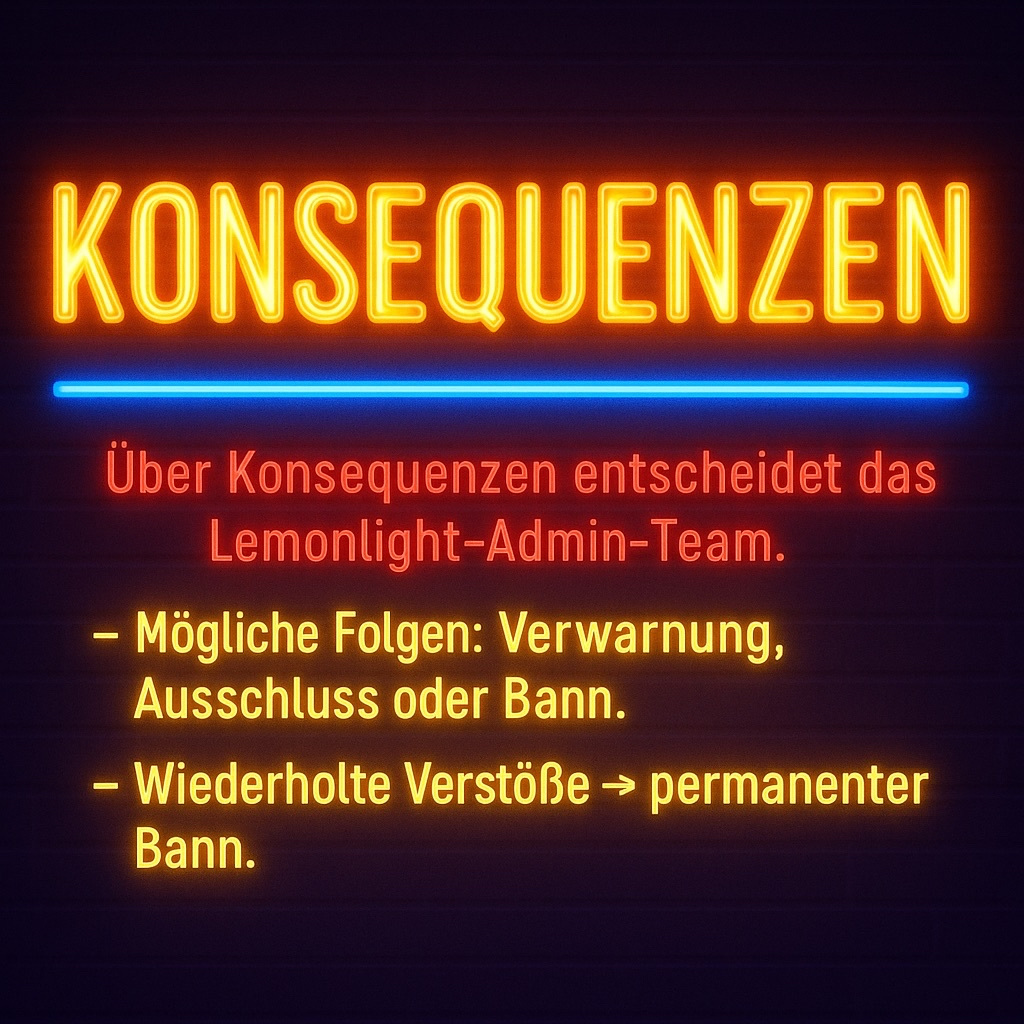 KONSEQUENZEN
Über Konsequenzen entscheidet das
Lemonlight-Admin-Team.
– Mögliche Folgen: Verwarnung,
Ausschluss oder Bann.
– Wiederholte Verstöße → permanenter
Bann.